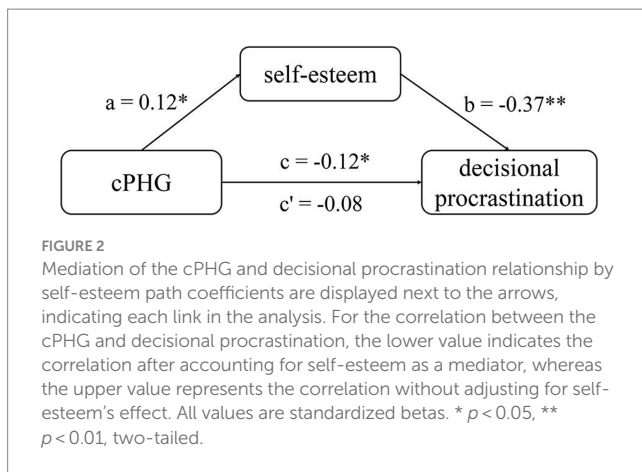 self-esteem
a = 0.12*
b = -0.37**
cPHG
c = -0.12*
c' = -0.08
decisional
procrastination
FIGURE 2
Mediation of the cPHG and decisional procrastination relationship by
self-esteem path coefficients are displayed next to the arrows,
indicating each link in the analysis. For the correlation between the
cPHG and decisional procrastination, the lower value indicates the
correlation after accounting for self-esteem as a mediator, whereas
the upper value represents the correlation without adjusting for self-
esteem’s effect. All values are standardized betas. * p < 0.05, **
p < 0.01, two-tailed.